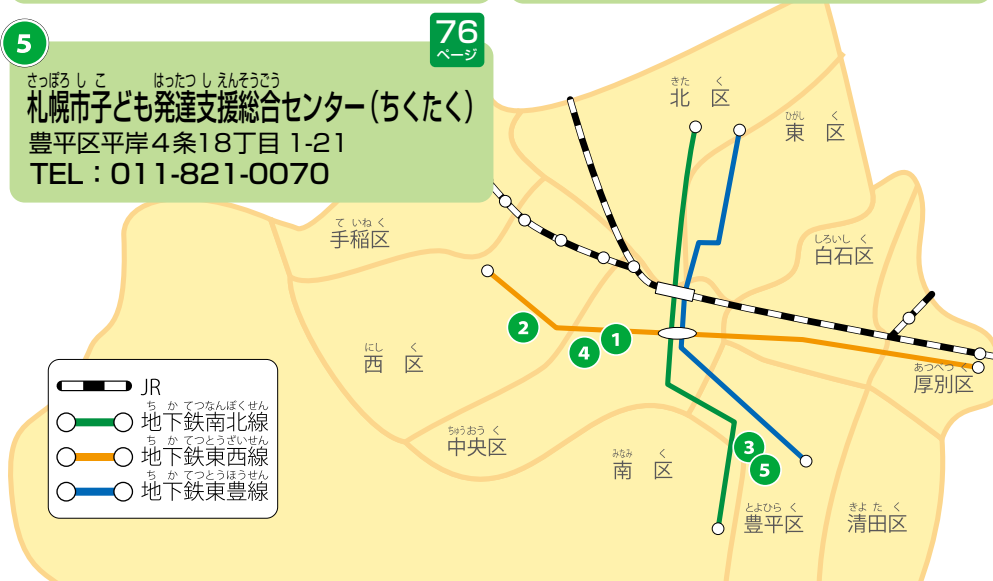 5
76
ページ
さっぽろ し こ はったつ し えんそうごう
札幌市子ども発達支援総合センター(ちくたく)
豊平区平岸4条18丁目 1-21
TEL:011-821-0070
きた く
北 区
ひがし く
東 区
て いね く
手稲区
しろいし く
白石区
2
4
1
にし く
西 区
あつべつ く
厚別区
JR
ち か てつなんぼくせん
地下鉄南北線
ち か てつとうざいせん
地下鉄東西線
ち か てつとうほうせん
地下鉄東豊線
ちゅうおう く
中央区
みなみ く
南 区
3
5
とよひら く
豊平区
きよ た く
清田区